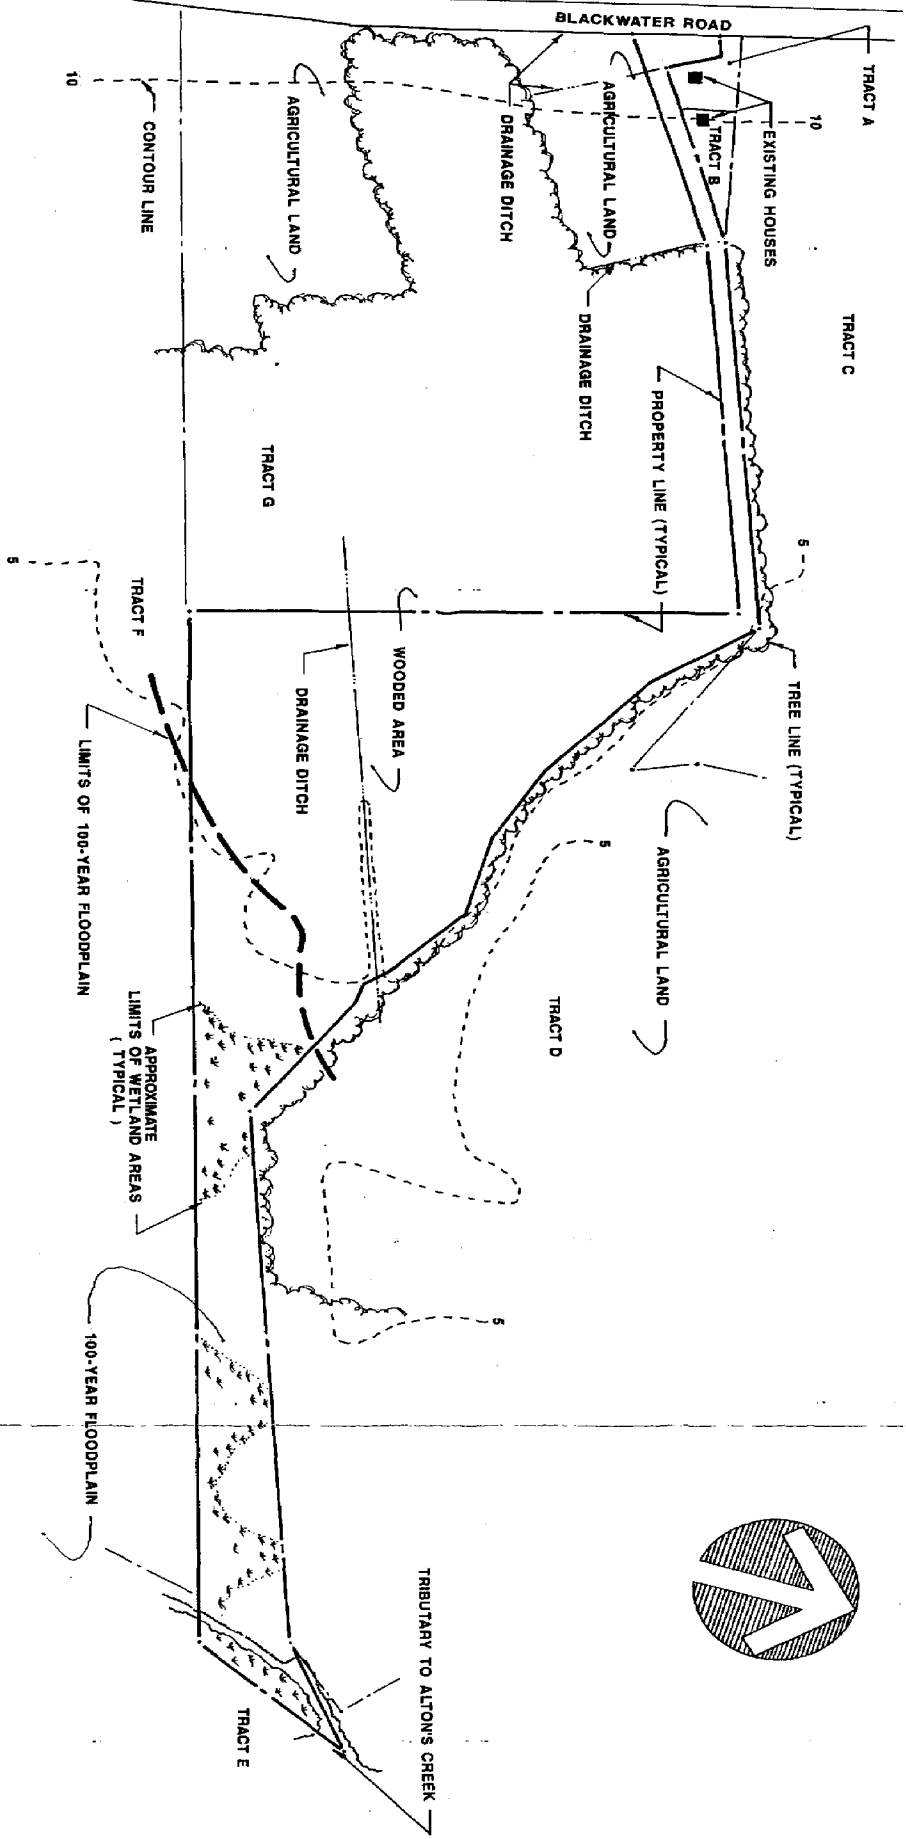 BLACKWATER ROAD
TRACT A
EXISTING HOUSES
TRACT B
10
10
CONTOUR LINE
AGRICULTURAL LAND
DRAINAGE DITCH
AGRICULTURAL LAND
DRAINAGE DITCH
TRACT C
PROPERTY LINE (TYPICAL)
TRACT G
5
5
TRACT F
TREE LINE (TYPICAL)
WOODED AREA
DRAINAGE DITCH
LIMITS OF 100-YEAR FLOODPLAIN
AGRICULTURAL LAND
5
TRACT D
APPROXIMATE
LIMITS OF WETLAND AREAS
( TYPICAL )
5
100-YEAR FLOODPLAIN
TRIBUTARY TO ALTON'S CREEK
TRACT E